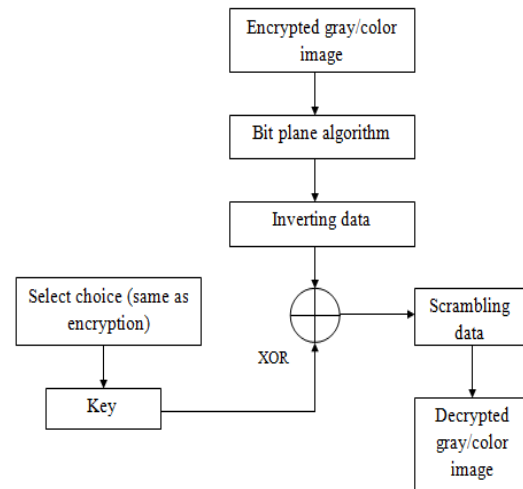 Encrypted gray/color
image
Bit plane algorithm
Inverting data
Select choice (same as
encryption)
XOR
Scrambling
data
Key
Decrypted
gray/color
image